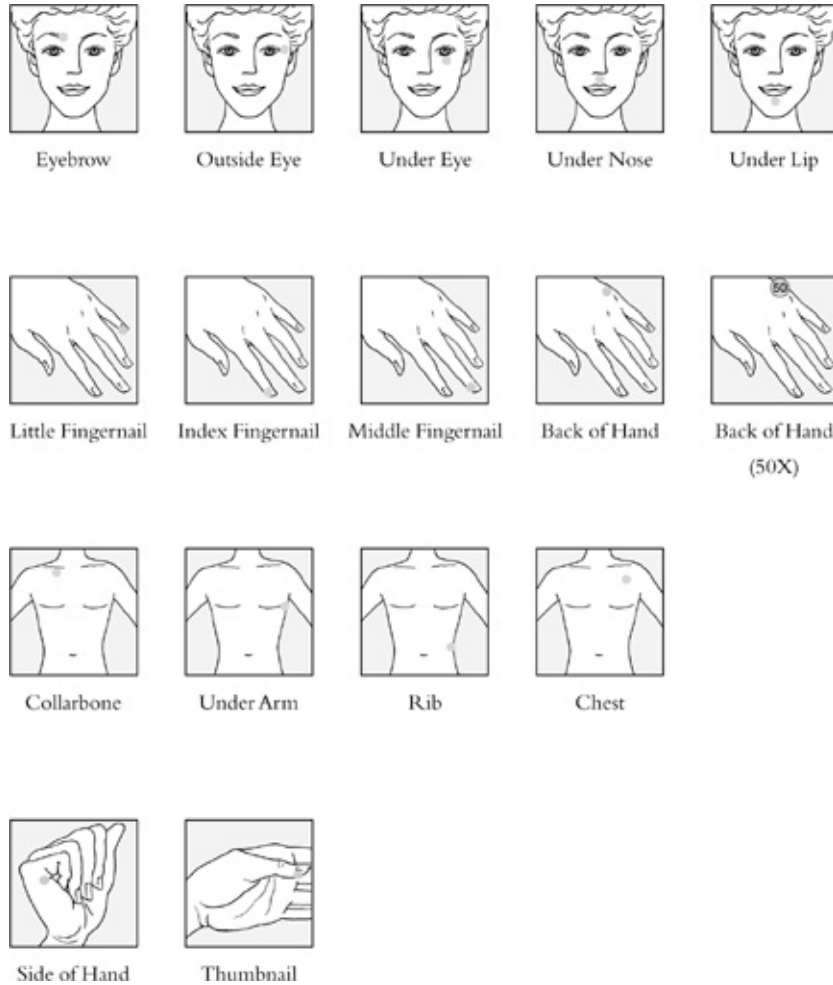 Eyebrow
Outside Eye
Under Eye
Under Nose
Under Lip
Little Fingernail
Index Fingernail
Middle Fingernail
Back of Hand
50
Back of Hand
(50X)
Collarbone
Under Arm
Rib
Chest
Side of Hand
Thumbnail